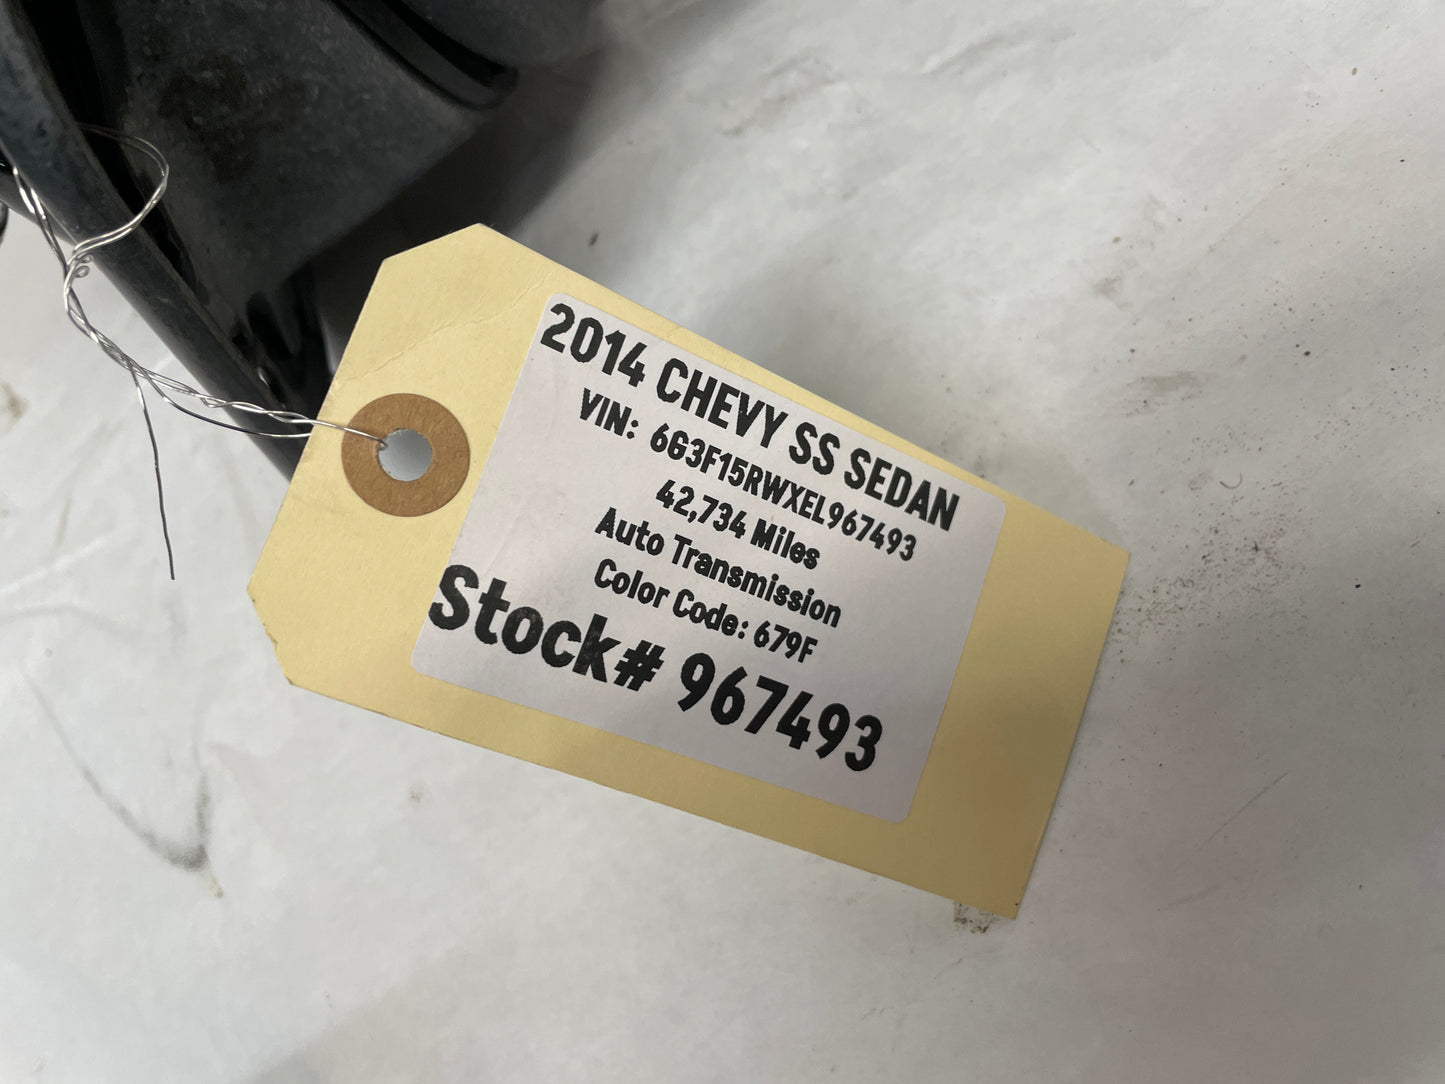 2014 CHEVY SS SEDAN
VIN: 6G3F15RWXEL967493
42,734 Miles
Auto Transmission
Color Code: 679F
Stock# 967493